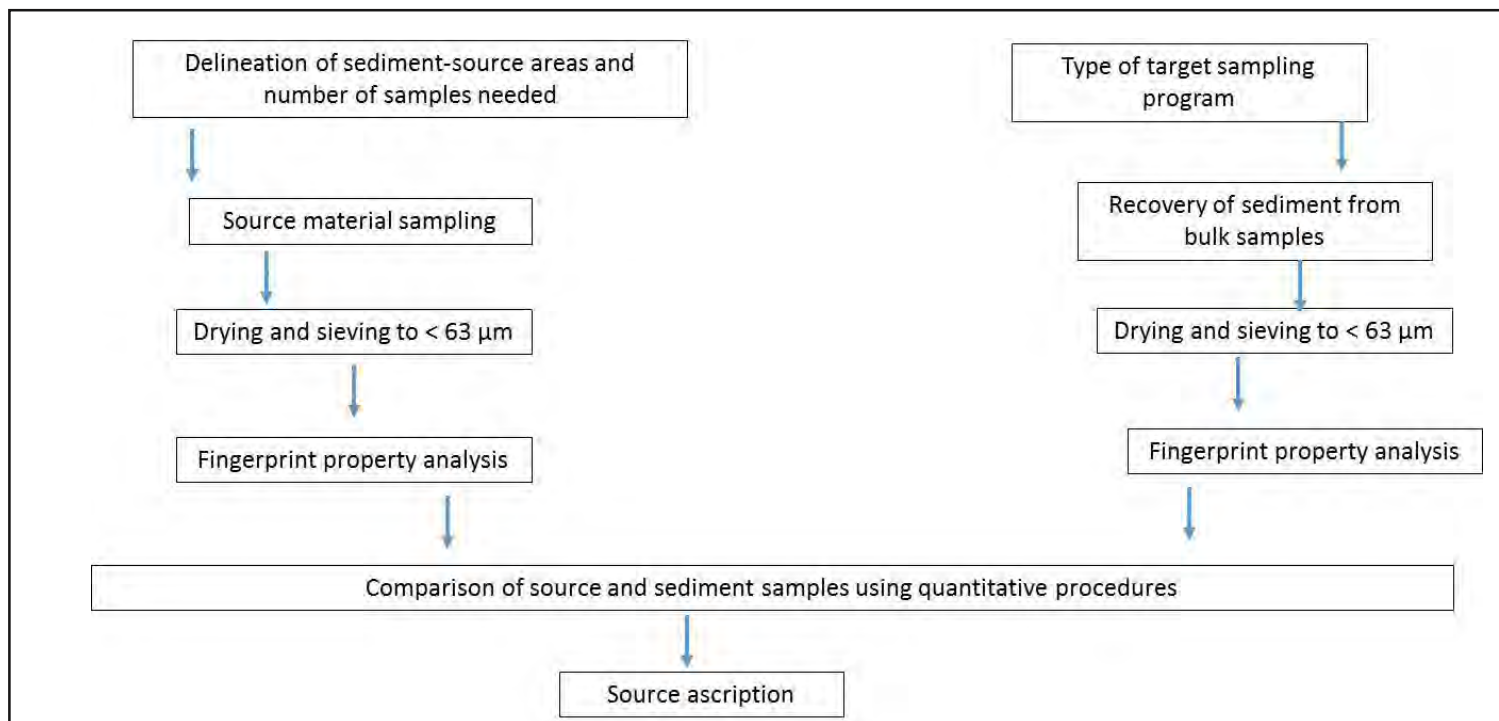 Delineation of sediment-source areas and
number of samples needed
Source material sampling
Drying and sieving to < 63 µm
Fingerprint property analysis
Type of target sampling
program
Recovery of sediment from
bulk samples
Drying and sieving to < 63 µm
Fingerprint property analysis
Comparison of source and sediment samples using quantitative procedures
Source ascription